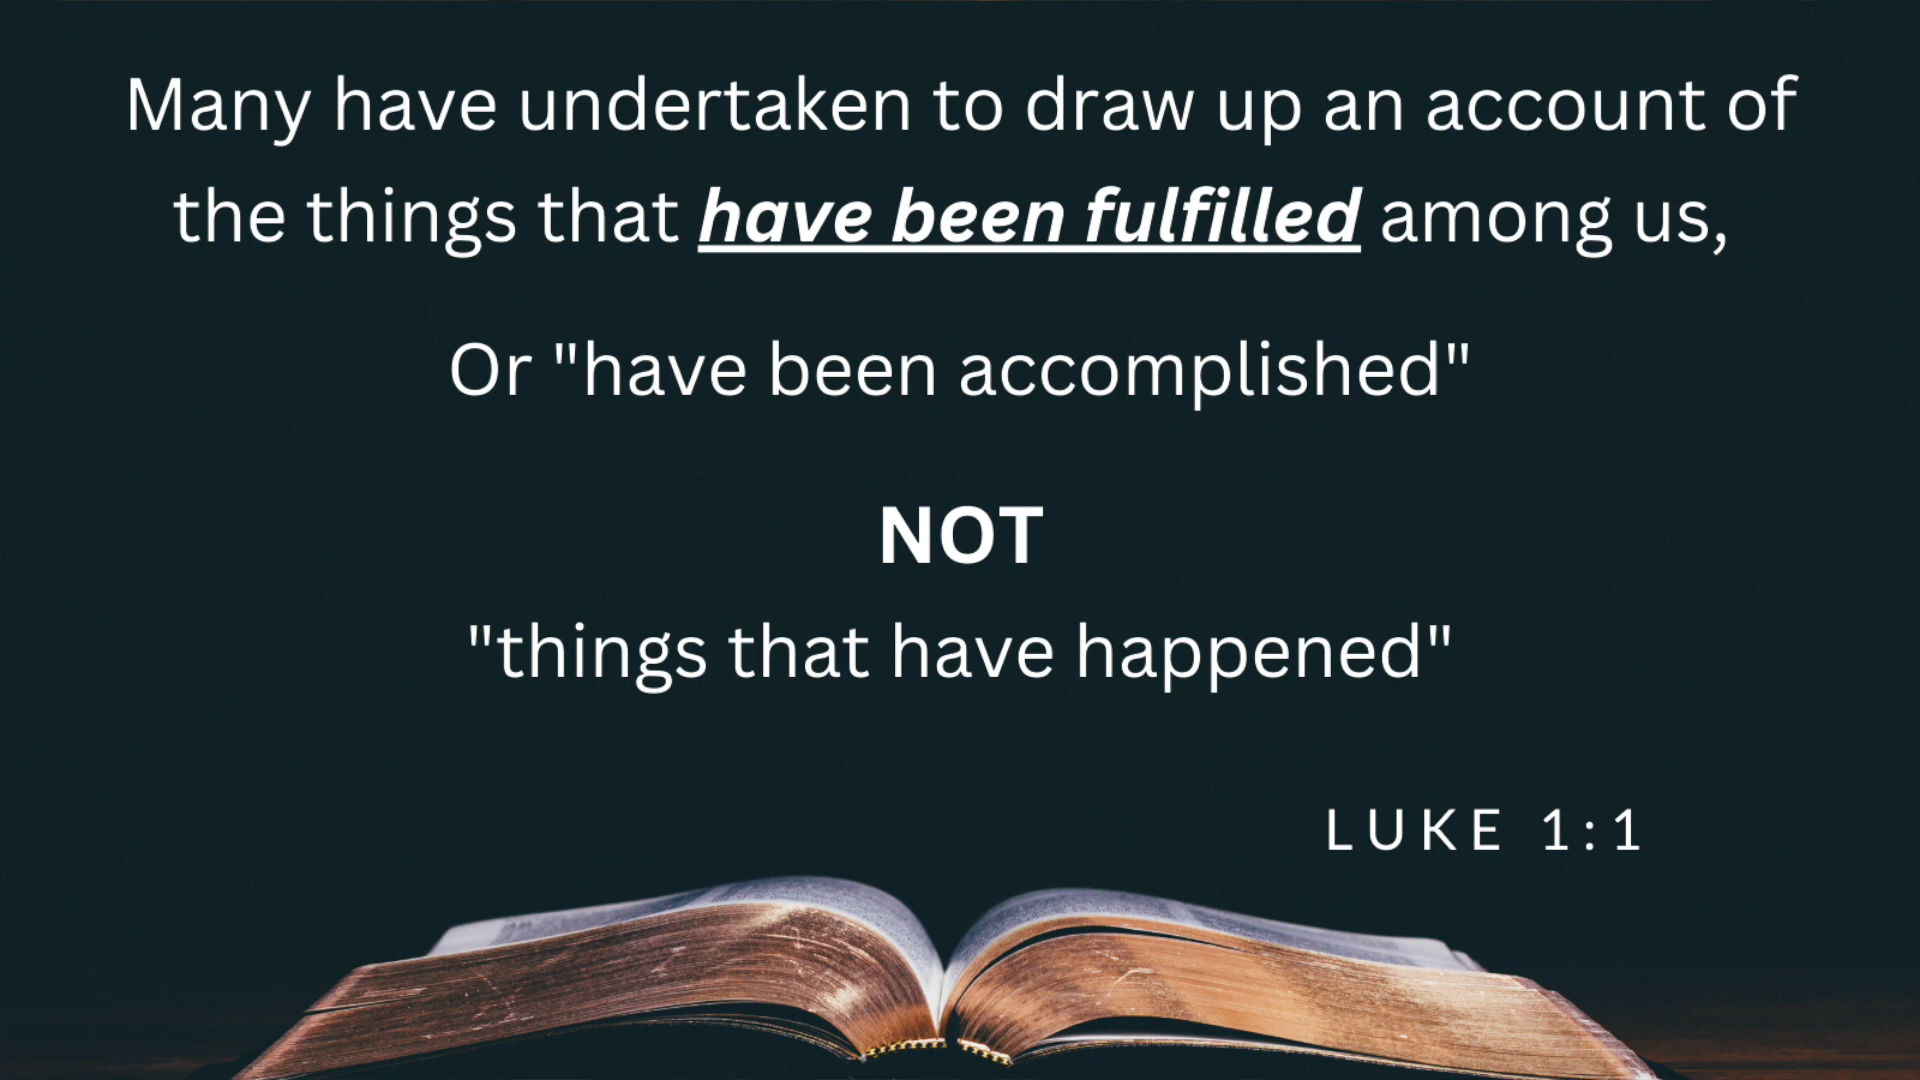 Many have undertaken to draw up an account of
the things that have been fulfilled among us,
Or "have been accomplished"
NOT
"things that have happened"
LUKE 1:1